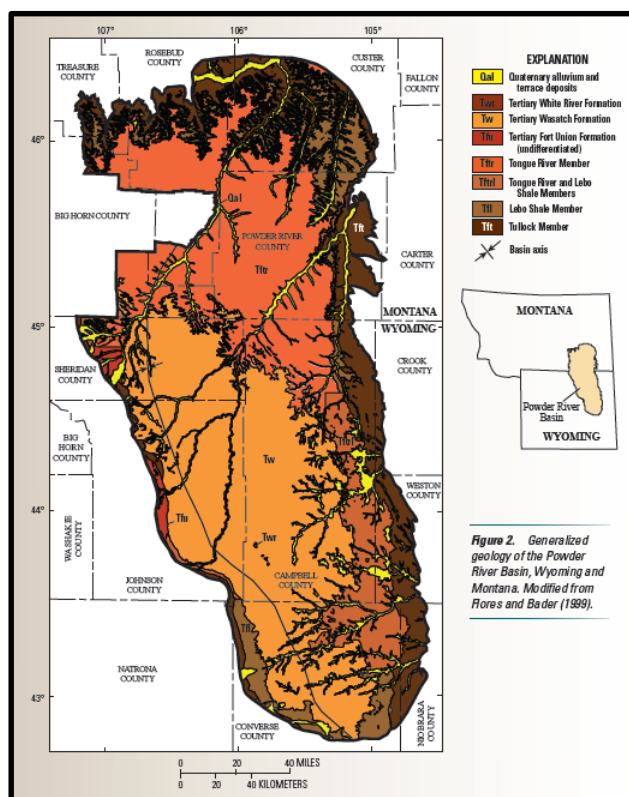 107°
106°
105°
ROSEBUD
COUNTY
CUSTER
COUNTY
TREASURE
COUNTY
FALLON
COUNTY
46°
BIG HORN COUNTY
Qal
POWDER RIVER
COUNTY
Tft
Tftr
CARTER
COUNTY
MONTANA
WYOMING
45°
SHERIDAN
COUNTY
CROOK
COUNTY
BIG
HORN
COUNTY
Tftrl
Tw
WESTON
COUNTY
44°
WASHAKIE
COUNTY
Tfu
Twr
JOHNSON
COUNTY
CAMPBELL
COUNTY
Tfl
NATRONA
COUNTY
43°
CONVERSE
COUNTY
NIOBRARA
COUNTY
0 20 40 MILES
0 20 40 KILOMETERS
EXPLANATION
Qal Quaternary alluvium and
terrace deposits
Twr Tertiary White River Formation
Tw Tertiary Wasatch Formation
Tfu Tertiary Fort Union Formation
(undifferentiated)
Tftr Tongue River Member
Tftrl Tongue River and Lebo
Shale Members
Tfl Lebo Shale Member
Tft Tullock Member
Basin axis
MONTANA
Powder River
Basin
WYOMING
Figure 2. Generalized
geology of the Powder
River Basin, Wyoming and
Montana. Modified from
Flores and Bader (1999).